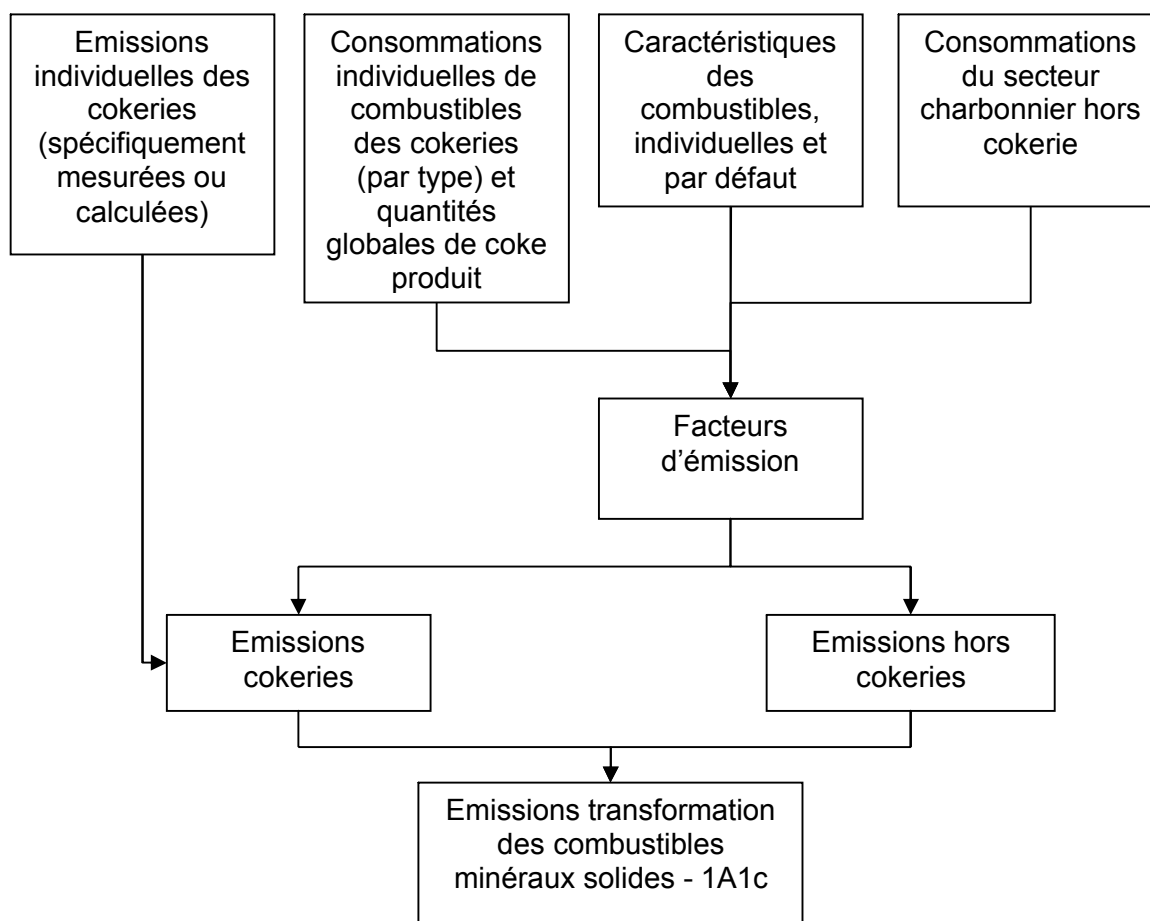 Emissions
individuelles des
cokeries
(spécifiquement
mesurées ou
calculées)
Consommations
individuelles de
combustibles
des cokeries
(par type) et
quantités
globales de coke
produit
Caractéristiques
des
combustibles,
individuelles et
par défaut
Consommations
du secteur
charbonnier hors
cokerie
Facteurs
d’émission
Emissions
cokeries
Emissions hors
cokeries
Emissions transformation
des combustibles
minéraux solides - 1A1c